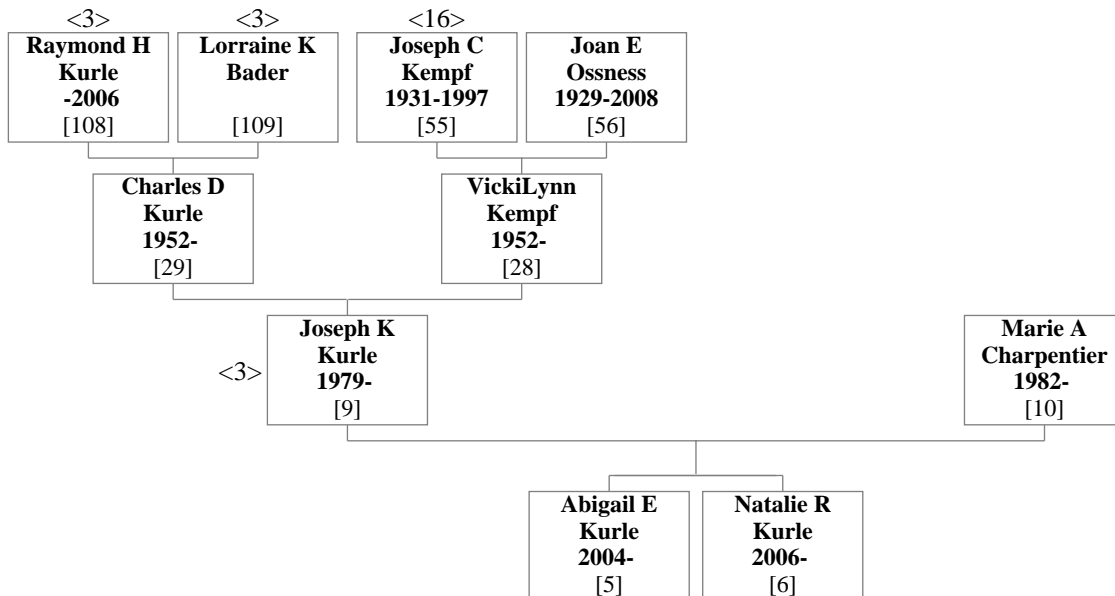 <3>
<3>
<16>
Raymond H
Kurle
-2006
[108]
Lorraine K
Bader
[109]
Joseph C
Kempf
1931-1997
[55]
Joan E
Ossness
1929-2008
[56]
Charles D
Kurle
1952-
[29]
VickiLynn
Kempf
1952-
[28]
<3>
Joseph K
Kurle
1979-
[9]
Marie A
Charpentier
1982-
[10]
Abigail E
Kurle
2004-
[5]
Natalie R
Kurle
2006-
[6]